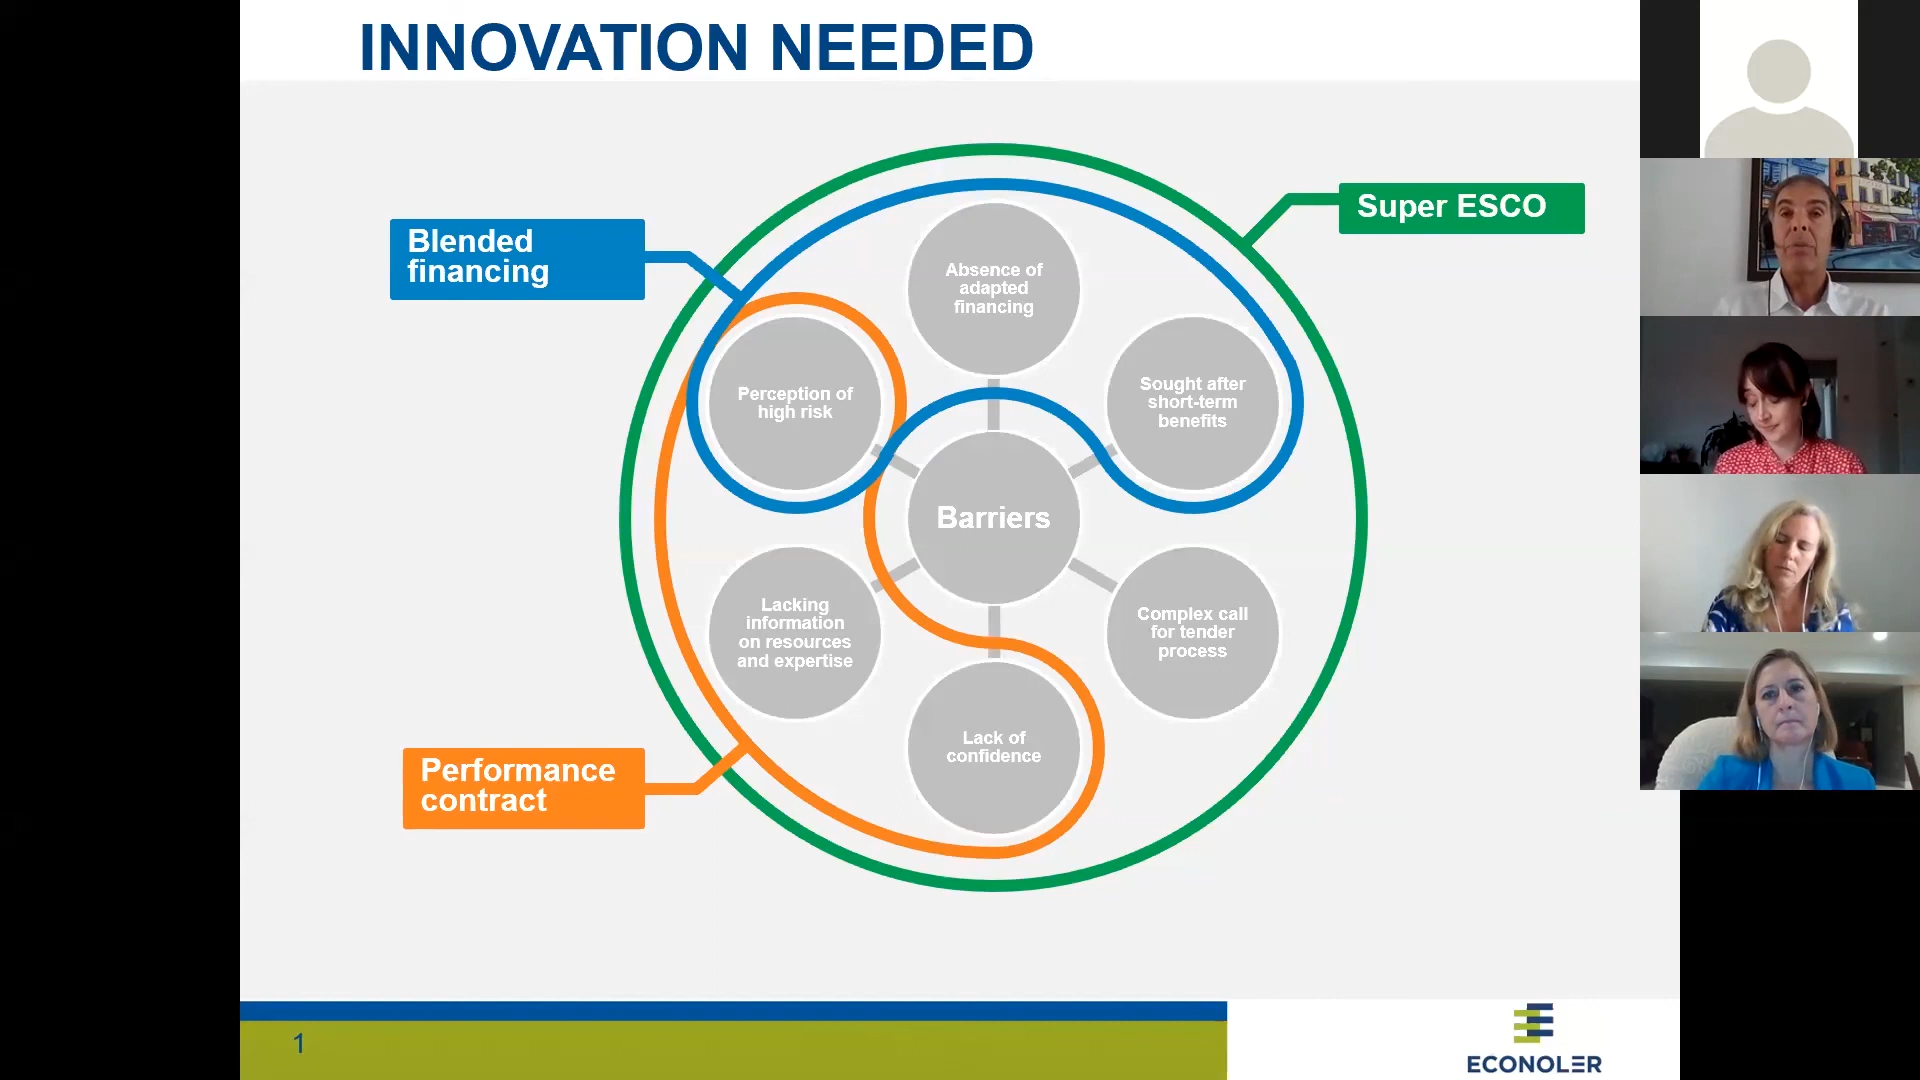 INNOVATION NEEDED
Blended
financing
Super ESCO
Absence of
adapted
financing
Perception of
high risk
Sought after
short-term
benefits
Barriers
Lacking
information
on resources
and expertise
Complex call
for tender
process
Lack of
confidence
Performance
contract
1
ECONOLER